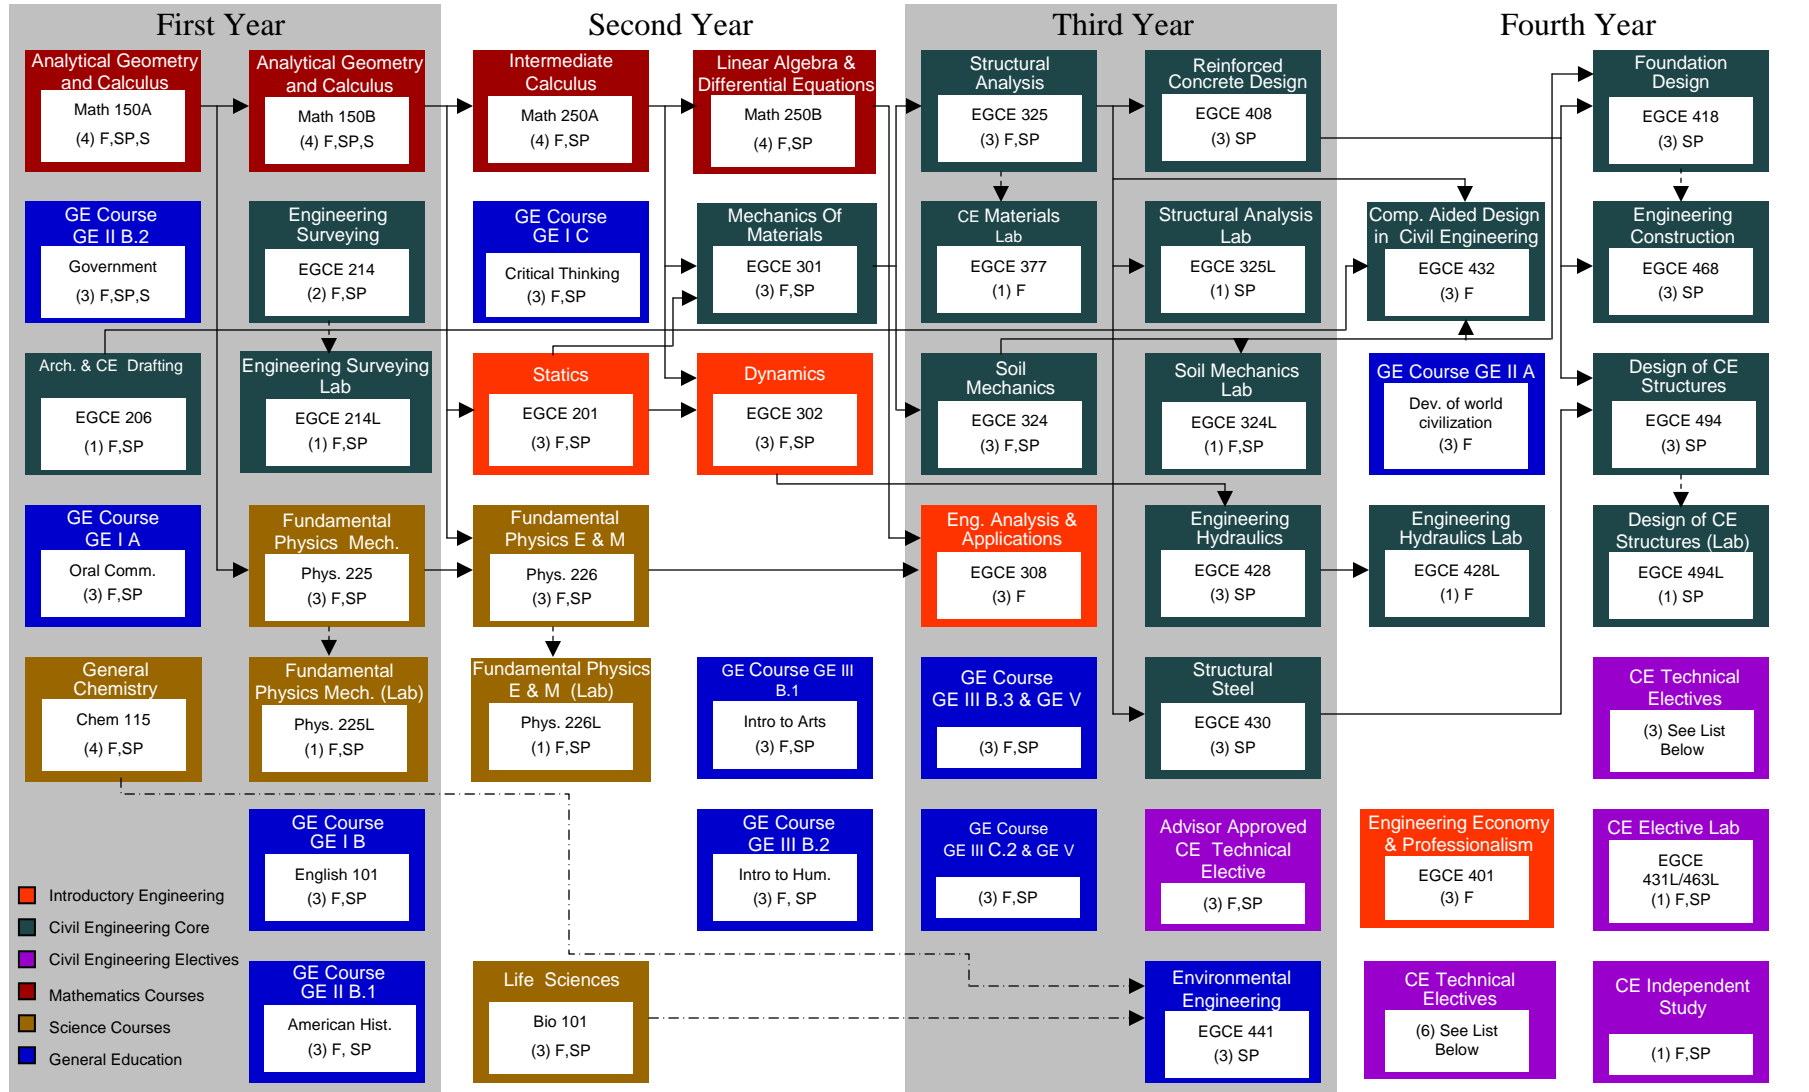 First Year
Second Year
Third Year
Fourth Year
Analytical Geometry
and Calculus
Math 150A
(4) F,SP,S
Analytical Geometry
and Calculus
Math 150B
(4) F,SP,S
Intermediate
Calculus
Math 250A
(4) F,SP
Linear Algebra &
Differential Equations
Math 250B
(4) F,SP
Structural
Analysis
EGCE 325
(3) F,SP
Reinforced
Concrete Design
EGCE 408
(3) SP
Foundation
Design
EGCE 418
(3) SP
GE Course
GE II B.2
Government
(3) F,SP,S
Engineering
Surveying
EGCE 214
(2) F,SP
GE Course
GE I C
Critical Thinking
(3) F,SP
Mechanics Of
Materials
EGCE 301
(3) F,SP
CE Materials
Lab
EGCE 377
(1) F
Structural Analysis
Lab
EGCE 325L
(1) SP
Comp. Aided Design
in Civil Engineering
EGCE 432
(3) F
Engineering
Construction
EGCE 468
(3) SP
Arch. & CE Drafting
EGCE 206
(1) F,SP
Engineering Surveying
Lab
EGCE 214L
(1) F,SP
Statics
EGCE 201
(3) F,SP
Dynamics
EGCE 302
(3) F,SP
Soil
Mechanics
EGCE 324
(3) F,SP
Soil Mechanics
Lab
EGCE 324L
(1) F,SP
GE Course GE II A
Dev. of world
civilization
(3) F
Design of CE
Structures
EGCE 494
(3) SP
GE Course
GE I A
Oral Comm.
(3) F,SP
Fundamental
Physics Mech.
Phys. 225
(3) F,SP
Fundamental
Physics E & M
Phys. 226
(3) F,SP
Eng. Analysis &
Applications
EGCE 308
(3) F
Engineering
Hydraulics
EGCE 428
(3) SP
Engineering
Hydraulics Lab
EGCE 428L
(1) F
Design of CE
Structures (Lab)
EGCE 494L
(1) SP
General
Chemistry
Chem 115
(4) F,SP
Fundamental
Physics Mech. (Lab)
Phys. 225L
(1) F,SP
Fundamental Physics
E & M (Lab)
Phys. 226L
(1) F,SP
GE Course GE III
B.1
Intro to Arts
(3) F,SP
GE Course
GE III B.3 & GE V
(3) F,SP
Structural
Steel
EGCE 430
(3) SP
CE Technical
Electives
(3) See List
Below
GE Course
GE I B
English 101
(3) F,SP
GE Course
GE III B.2
Intro to Hum.
(3) F, SP
GE Course
GE III C.2 & GE V
(3) F,SP
Advisor Approved
CE Technical
Elective
(3) F,SP
Engineering Economy
& Professionalism
EGCE 401
(3) F
CE Elective Lab
EGCE
431L/463L
(1) F,SP
Introductory Engineering
Civil Engineering Core
Civil Engineering Electives
Mathematics Courses
Science Courses
General Education
GE Course
GE II B.1
American Hist.
(3) F, SP
Life Sciences
Bio 101
(3) F,SP
Environmental
Engineering
EGCE 441
(3) SP
CE Technical
Electives
(6) See List
Below
CE Independent
Study
(1) F,SP